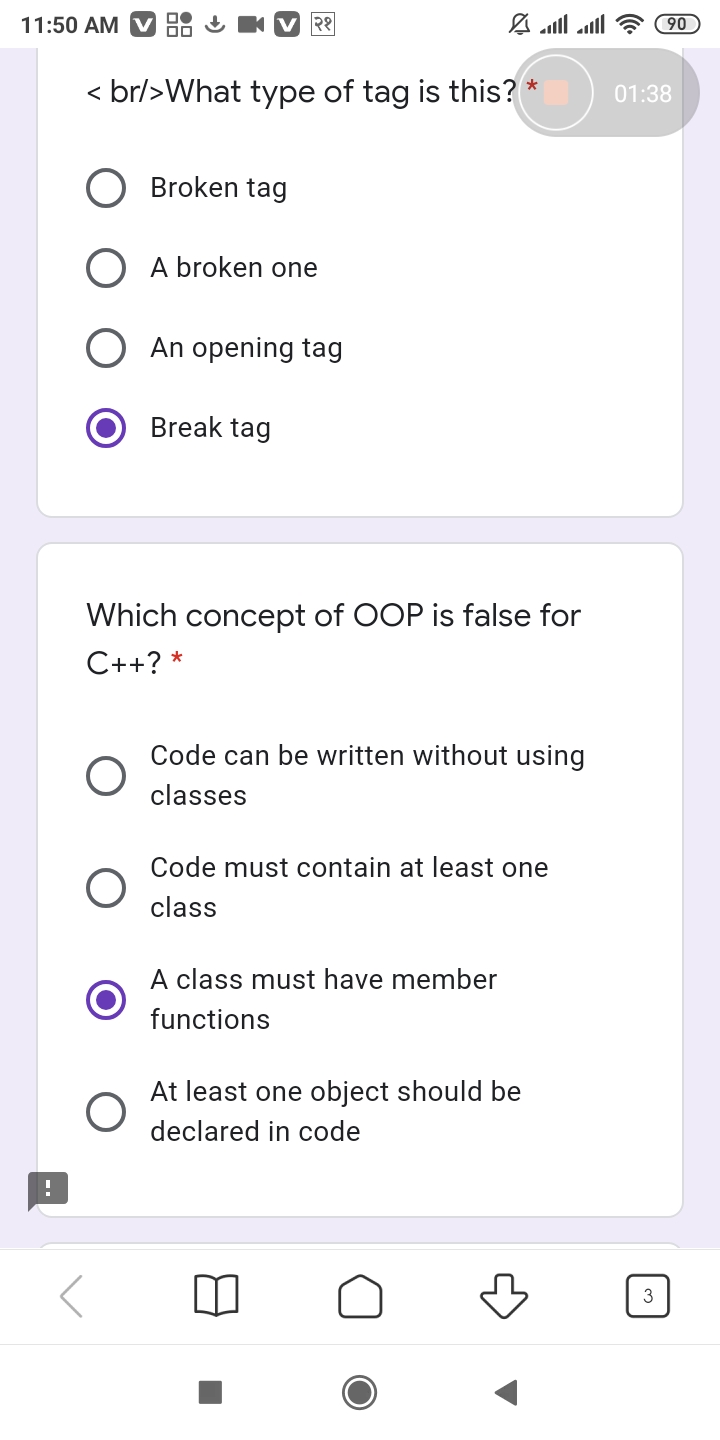 11:50 AM V V २१ 90
< br/>What type of tag is this? *
01:38
Broken tag
A broken one
An opening tag
Break tag
Which concept of OOP is false for
C++? *
Code can be written without using
classes
Code must contain at least one
class
A class must have member
functions
At least one object should be
declared in code
!
3